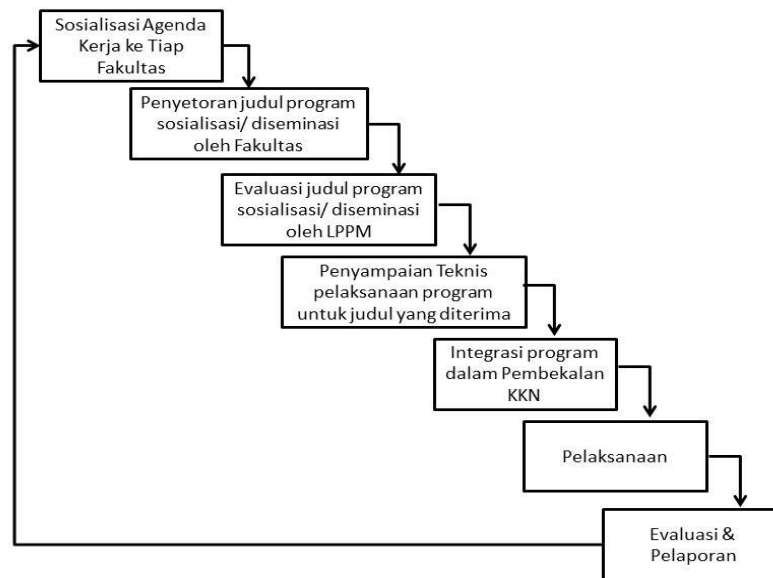 Sosialisasi Agenda
Kerja ke Tiap
Fakultas
Penyetoran judul program
sosialisasi/ diseminasi
oleh Fakultas
Evaluasi judul program
sosialisasi/ diseminasi
oleh LPPM
Penyampaian Teknis
pelaksanaan program
untuk judul yang diterima
Integrasi program
dalam Pembekalan
KKN
Pelaksanaan
Evaluasi &
Pelaporan